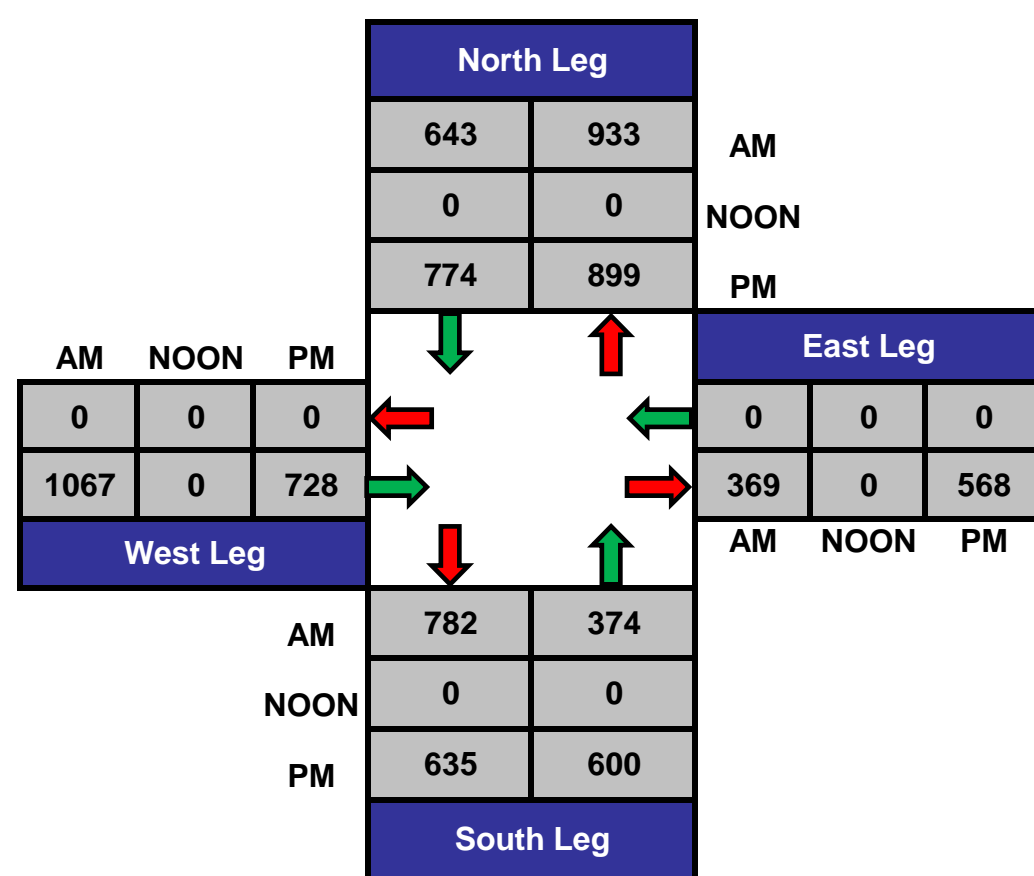 North Leg
643 933 AM
0 0 NOON
774 899 PM
East Leg
AM NOON PM
0 0 0
0 0 0
1067 0 728
369 0 568
West Leg
AM NOON PM
AM 782 374
NOON 0 0
PM 635 600
South Leg